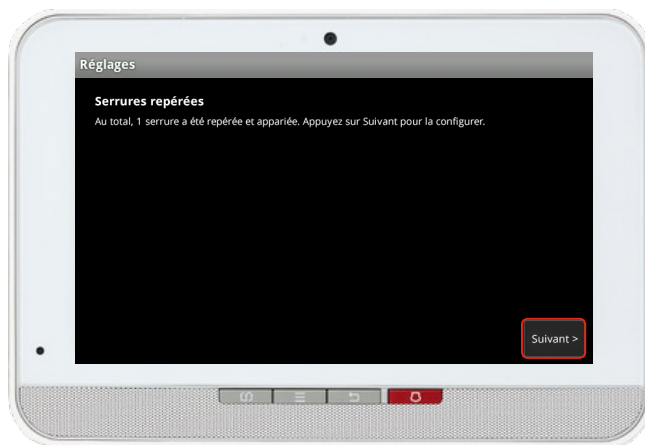 Réglages
Serrures repérées
Au total, 1 serrure a été repérée et appariée. Appuyez sur Suivant pour la configurer.
Suivant >